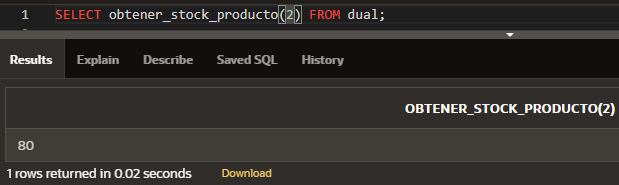 1 SELECT obtener_stock_producto(2) FROM dual;
Results Explain Describe Saved SQL History
OBTENER_STOCK_PRODUCTO(2)
80
1 rows returned in 0.02 seconds Download